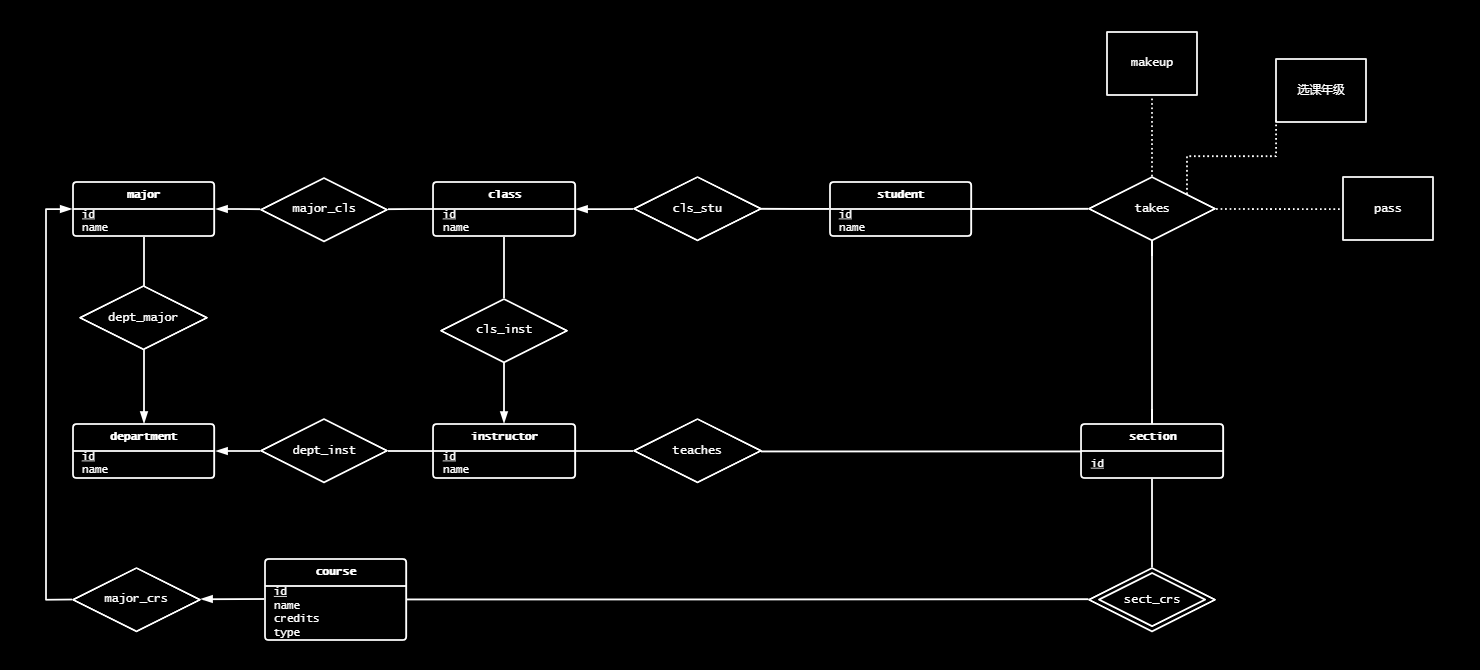 makeup
选课年级
pass
major
id
name
major_cls
class
id
name
cls_stu
student
id
name
takes
dept_major
cls_inst
department
id
name
dept_inst
instructor
id
name
teaches
section
id
major_crs
course
id
name
credits
type
sect_crs